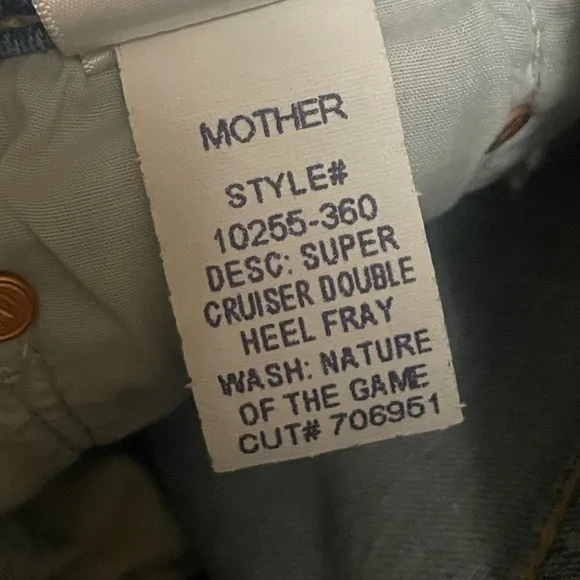 MOTHER
STYLE#
10255-360
DESC: SUPER
CRUISER DOUBLE
HEEL FRAY
WASH: NATURE
OF THE GAME
CUT# 706951